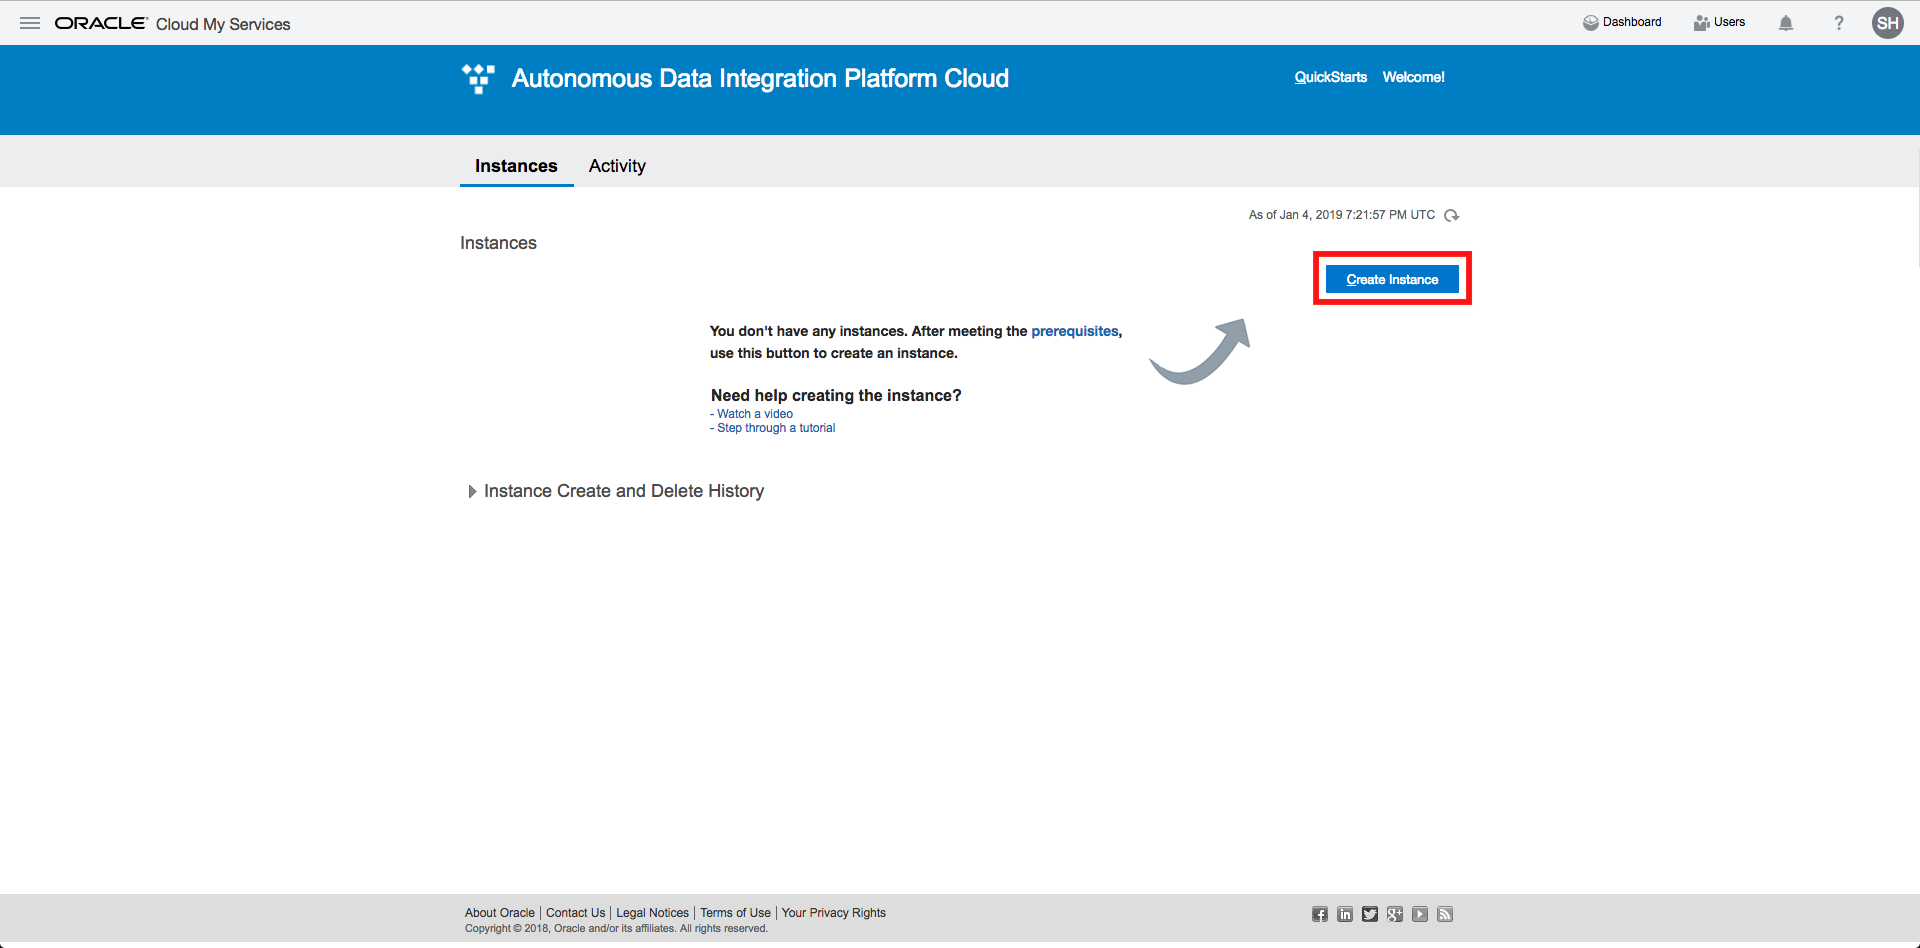 ORACLE Cloud My Services
Dashboard
Users
?
SH
Autonomous Data Integration Platform Cloud
QuickStarts
Welcome!
Instances
Activity
As of Jan 4, 2019 7:21:57 PM UTC
Instances
Create Instance
You don't have any instances. After meeting the prerequisites,
use this button to create an instance.
Need help creating the instance?
- Watch a video
- Step through a tutorial
Instance Create and Delete History
About Oracle | Contact Us | Legal Notices | Terms of Use | Your Privacy Rights
Copyright © 2018, Oracle and/or its affiliates. All rights reserved.